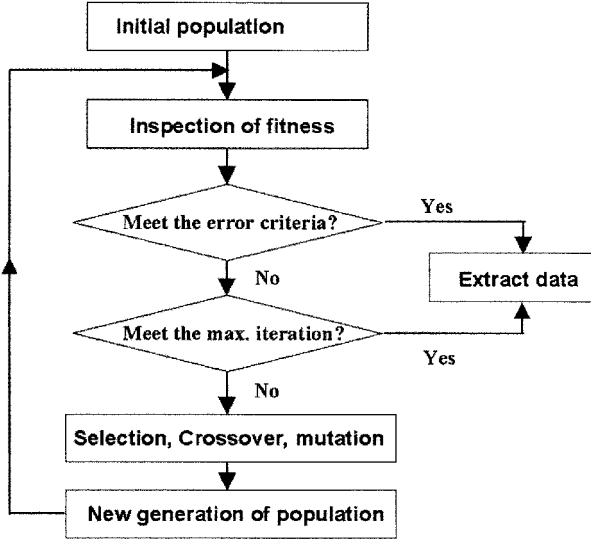 Initial population
Inspection of fitness
Meet the error criteria?
Yes
No
Extract data
Meet the max. iteration?
Yes
No
Selection, Crossover, mutation
New generation of population